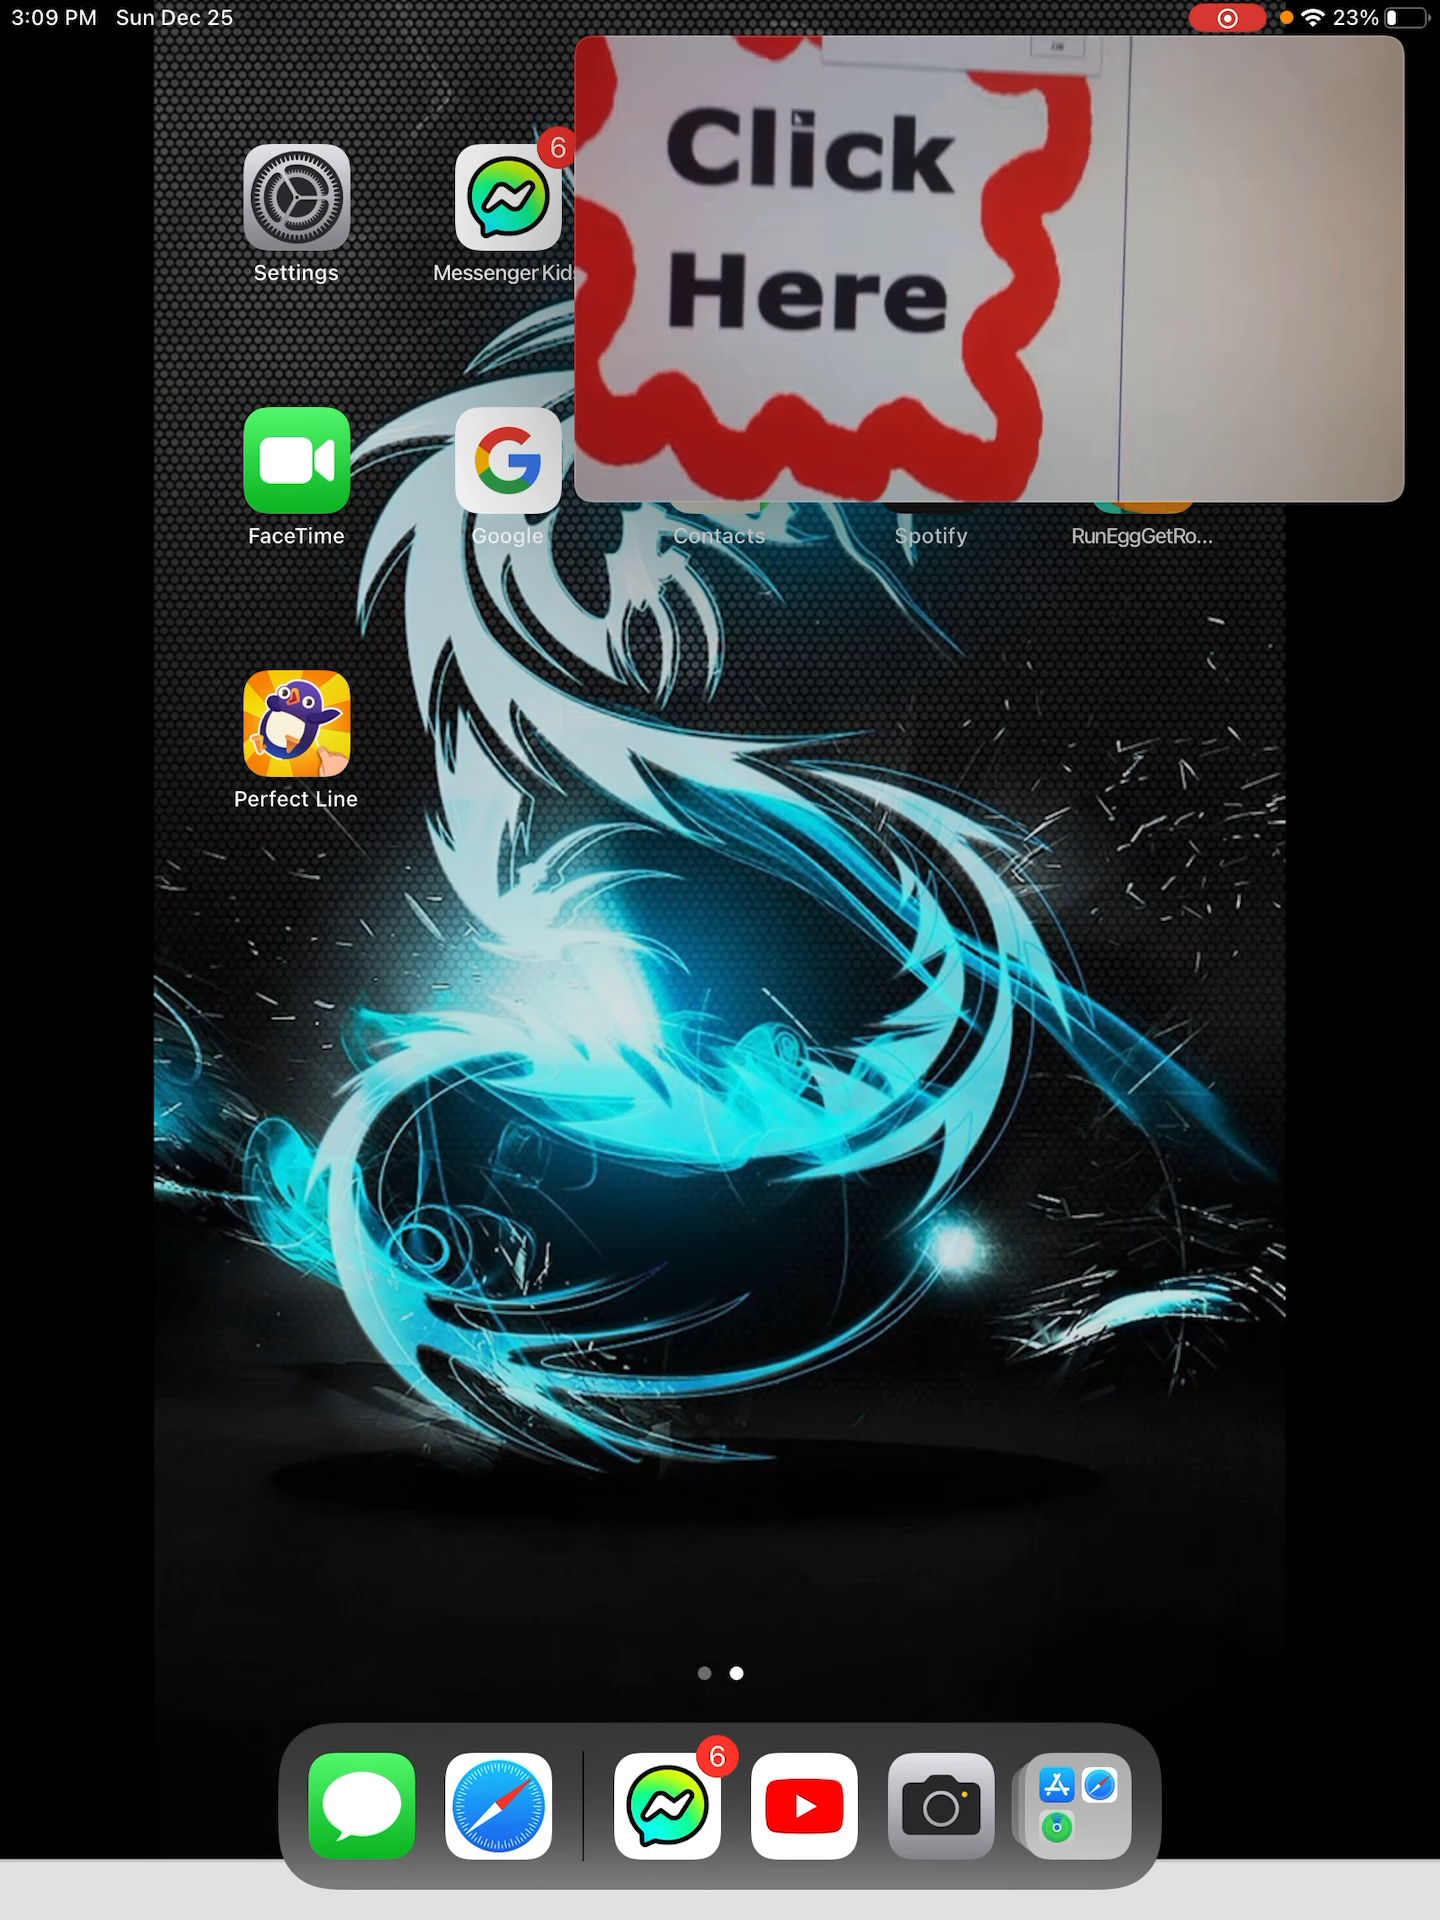 3:09 PM Sun Dec 25
23%
Click
Here
6
Settings
Messenger Kids
FaceTime
Google
Contacts
Spotify
RunEggGetRo...
Perfect Line
6